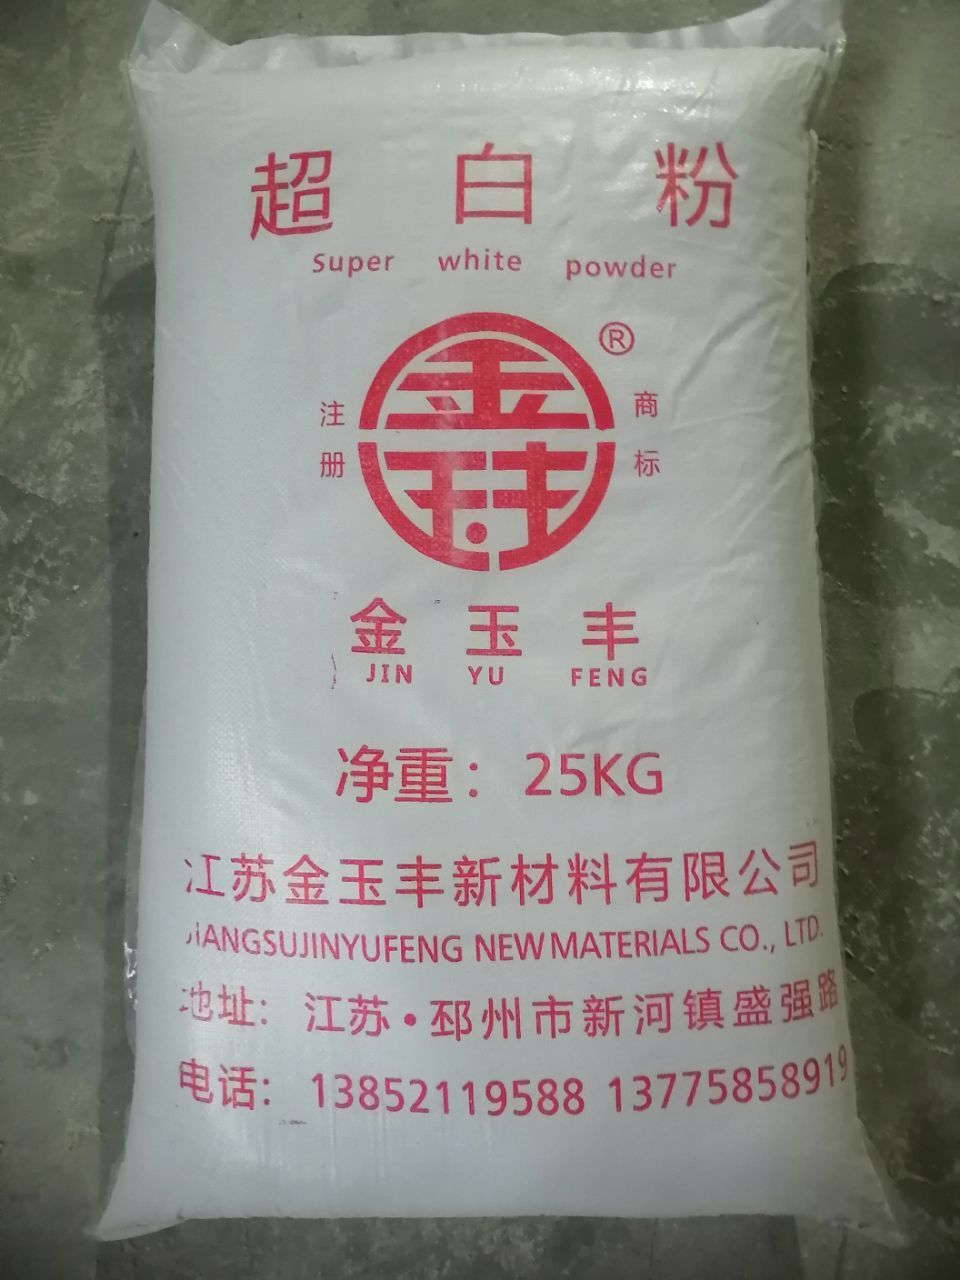 超白粉
Super white powder
®
注册 商标
金玉丰
JIN YU FENG
净重：25KG
江苏金玉丰新材料有限公司
JIANGSUJINYUFENG NEW MATERIALS CO., LTD.
地址：江苏·邳州市新河镇盛强路
电话：13852119588 13775858919